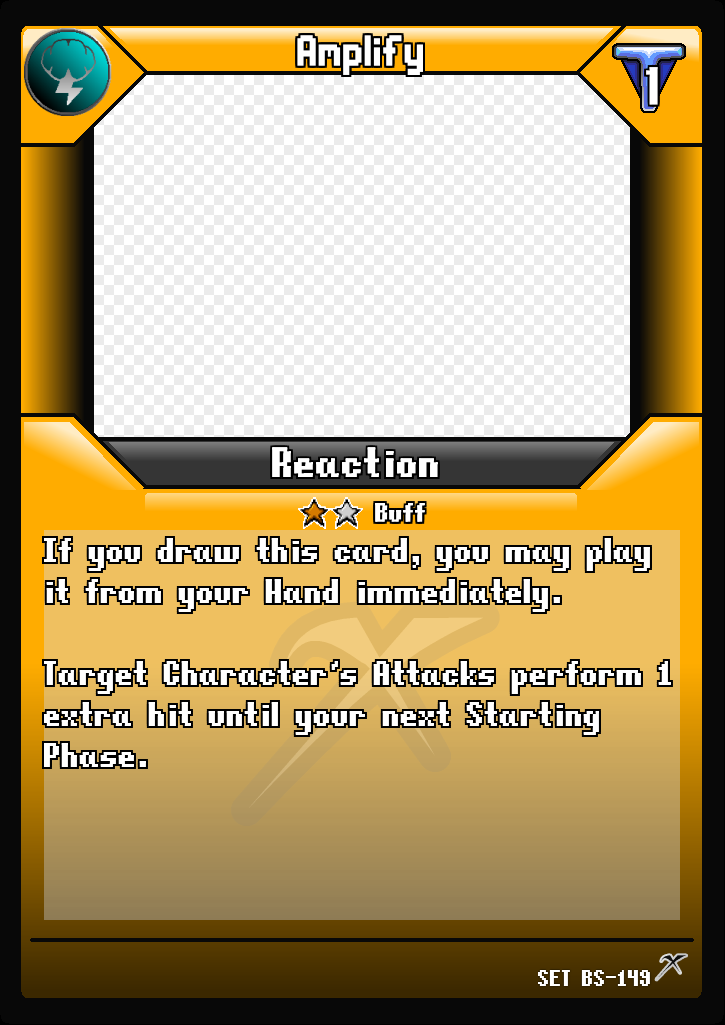 Amplify
1
Reaction
Buff
If you draw this card, you may play
it from your Hand immediately.
Target Character's Attacks perform 1
extra hit until your next Starting
Phase.
SET BS-149